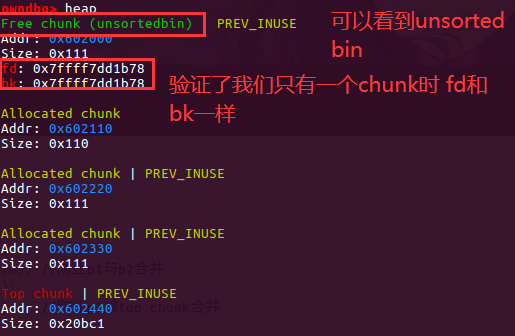 pwndbg> heap
Free chunk (unsortedbin) | PREV_INUSE
可以看到unsorted
bin
Addr: 0x602000
Size: 0x111
fd: 0x7ffff7dd1b78
bk: 0x7ffff7dd1b78
验证了我们只有一个chunk时 fd和
bk一样
Allocated chunk
Addr: 0x602110
Size: 0x110
Allocated chunk | PREV_INUSE
Addr: 0x602220
Size: 0x111
Allocated chunk | PREV_INUSE
Addr: 0x602330
Size: 0x111
p1与p2合并
Top chunk | PREV_INUSE
Addr: 0x602440
top chunk合并
Size: 0x20bc1